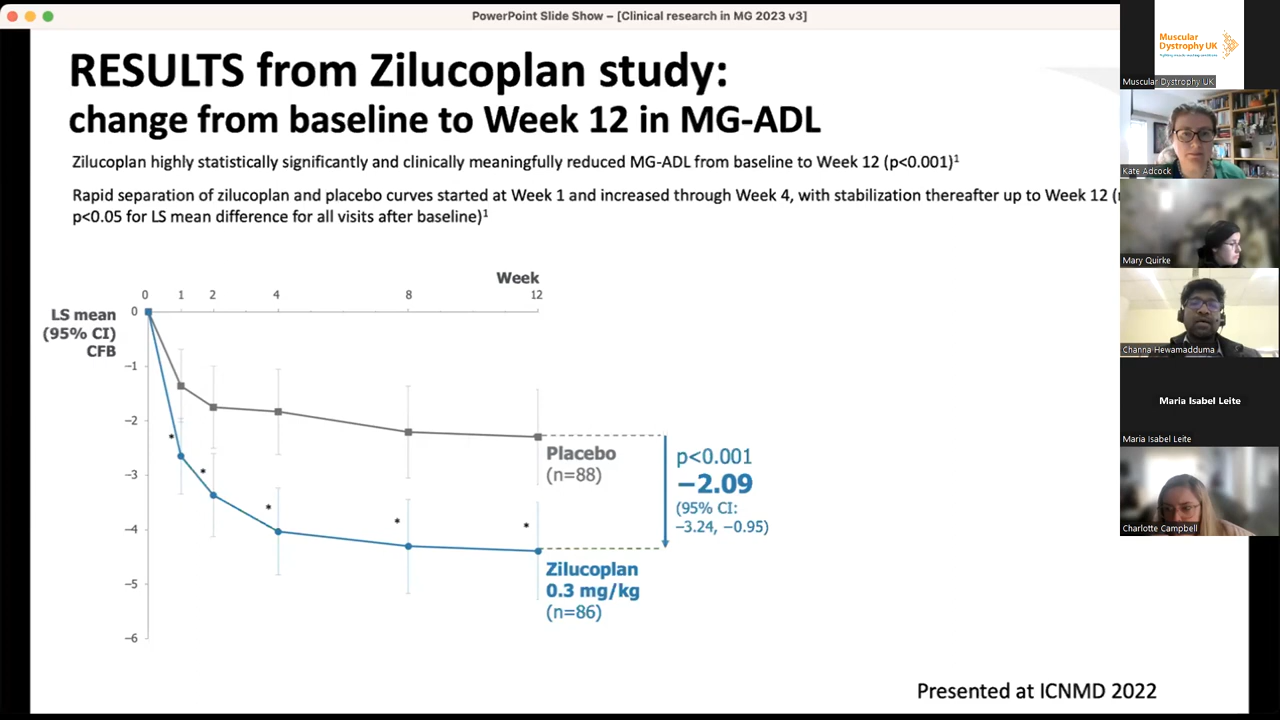 PowerPoint Slide Show – [Clinical research in MG 2023 v3]
RESULTS from Zilucoplan study:
change from baseline to Week 12 in MG-ADL
Zilucoplan highly statistically significantly and clinically meaningfully reduced MG-ADL from baseline to Week 12 (p<0.001)¹
Rapid separation of zilucoplan and placebo curves started at Week 1 and increased through Week 4, with stabilization thereafter up to Week 12
p<0.05 for LS mean difference for all visits after baseline)¹
Week
0 1 2 4 8 12
LS mean
(95% CI)
CFB
0
−1
−2
−3
−4
−5
−6
*
*
*
*
*
Placebo
(n=88)
Zilucoplan
0.3 mg/kg
(n=86)
p<0.001
−2.09
(95% CI:
−3.24, −0.95)
Presented at ICNMD 2022
Muscular
Dystrophy UK
Muscular Dystrophy UK
Kate Adcock
Mary Quirke
Channa Hewamadduma
Maria Isabel Leite
Maria Isabel Leite
Charlotte Campbell